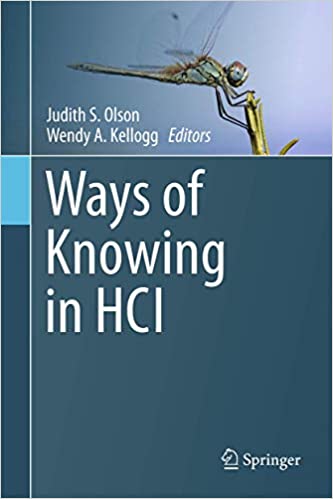 Judith S. Olson
Wendy A. Kellogg Editors
Ways of
Knowing
in HCI
Springer